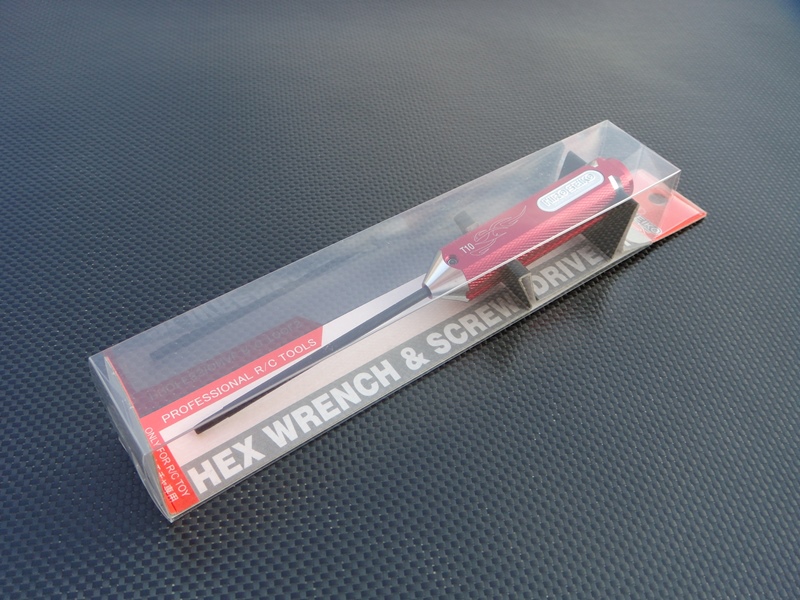 T10
PROFESSIONAL R/C TOOLS
HEX WRENCH & SCREW DRIVE
ONLY FOR R/C TOY